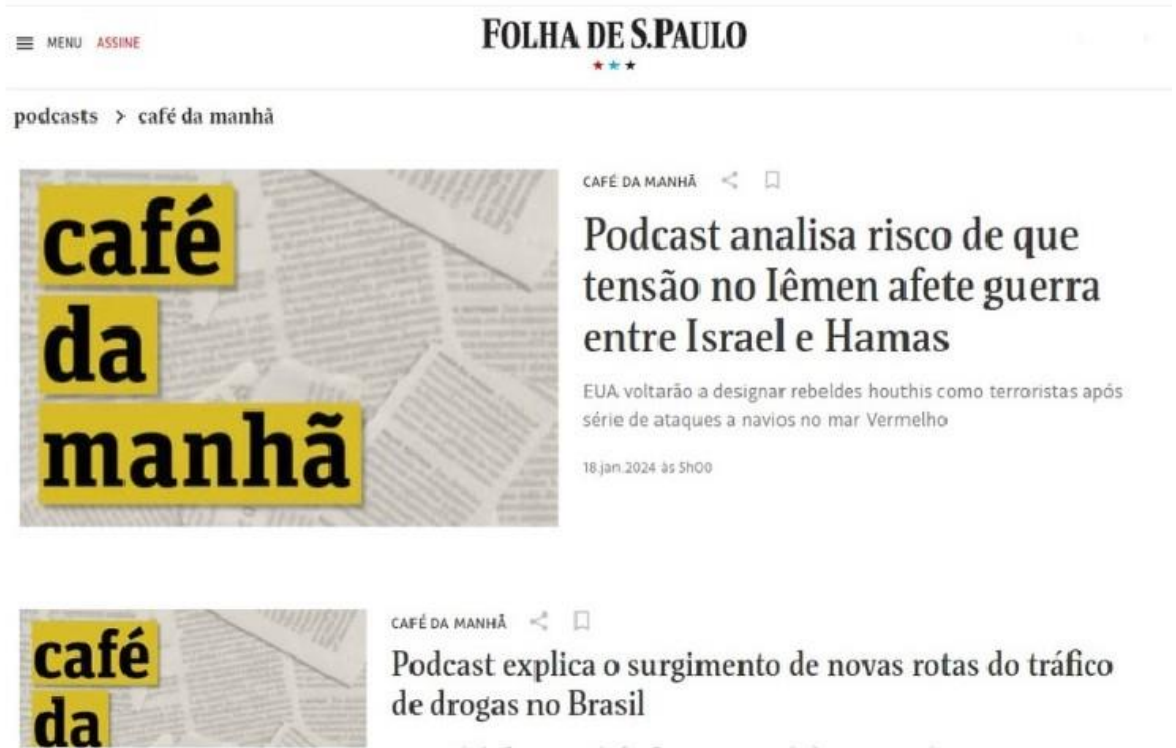 MENU ASSINE
FOLHA DE S.PAULO
podcasts > café da manhã
café
da
manhã
CAFÉ DA MANHÃ
Podcast analisa risco de que
tensão no Iêmen afete guerra
entre Israel e Hamas
EUA voltarão a designar rebeldes houthis como terroristas após
série de ataques a navios no mar Vermelho
18.jan.2024 às 5h00
café
da
CAFÉ DA MANHÃ
Podcast explica o surgimento de novas rotas do tráfico
de drogas no Brasil